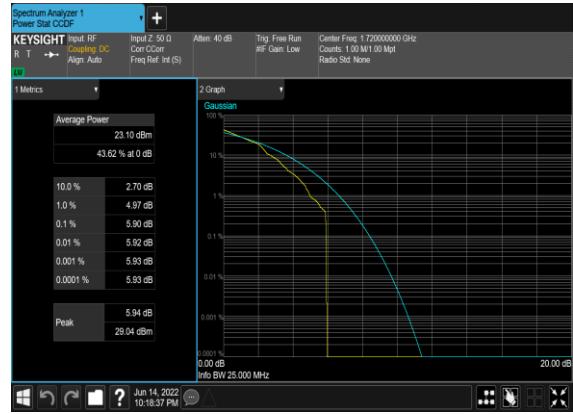 Spectrum Analyzer 1
Power Stat CCDF
KEYSIGHT
R T
LXI
Input: RF
Coupling: DC
Align: Auto
Input Z: 50 Ω
Corr CCorr
Freq Ref: Int (S)
Atten: 40 dB
Trig: Free Run
#IF Gain: Low
Center Freq: 1.720000000 GHz
Counts: 1.00 M/1.00 Mpt
Radio Std: None
1 Metrics
Average Power
23.10 dBm
43.62 % at 0 dB
10.0 % 2.70 dB
1.0 % 4.97 dB
0.1 % 5.90 dB
0.01 % 5.92 dB
0.001 % 5.93 dB
0.0001 % 5.93 dB
Peak
5.94 dB
29.04 dBm
2 Graph
Gaussian
100 %
10 %
1 %
0.1 %
0.01 %
0.001 %
0.0001 %
0.00 dB
20.00 dB
Info BW 25.000 MHz
?
Jun 14, 2022
10:18:37 PM